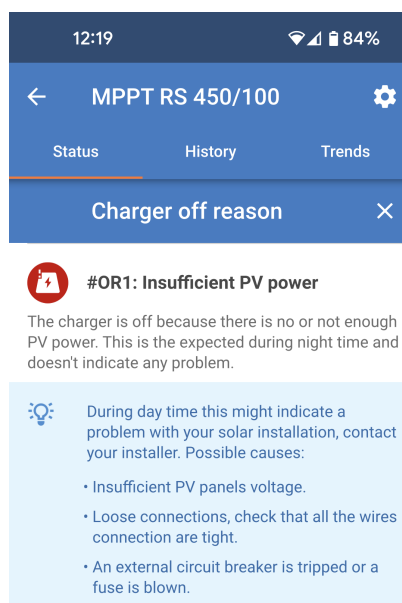 12:19 84%
MPPT RS 450/100
Status History Trends
Charger off reason
#OR1: Insufficient PV power
The charger is off because there is no or not enough
PV power. This is the expected during night time and
doesn't indicate any problem.
During day time this might indicate a
problem with your solar installation, contact
your installer. Possible causes:
• Insufficient PV panels voltage.
• Loose connections, check that all the wires
connection are tight.
• An external circuit breaker is tripped or a
fuse is blown.